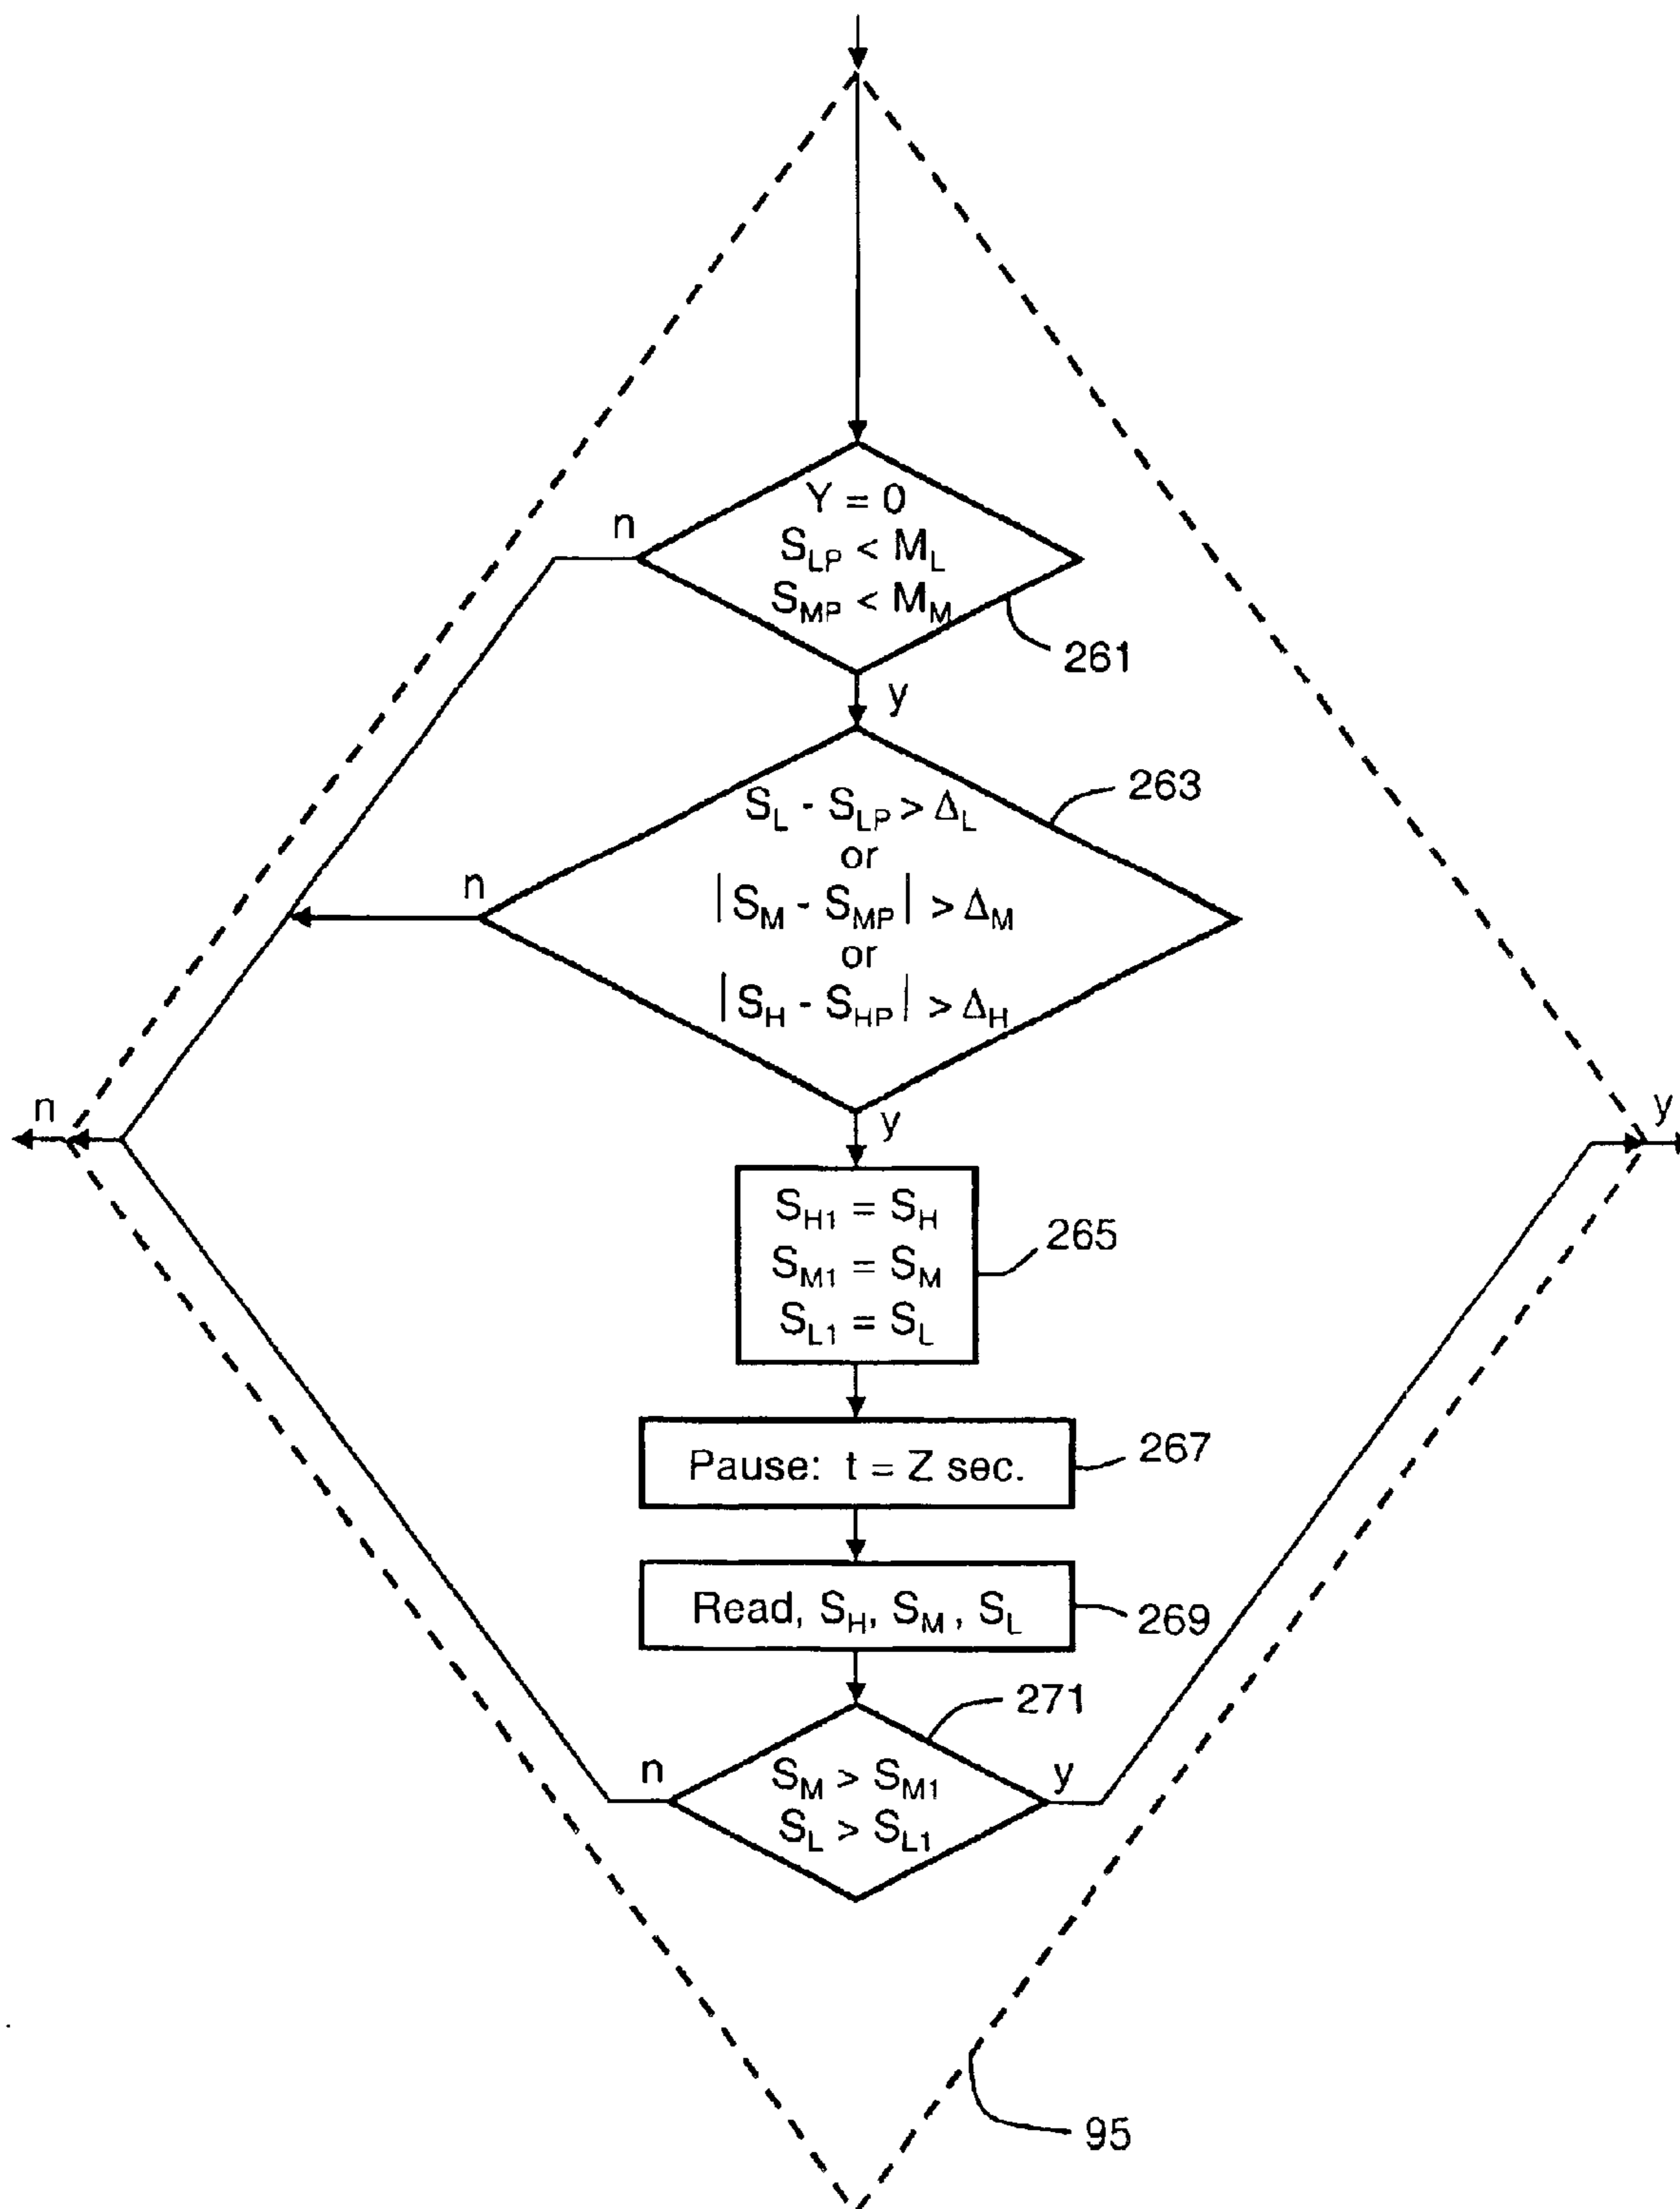 Y = 0
n
S_LP < M_L
S_MP < M_M
261
y
263
S_L - S_LP > Δ_L
or
n
|S_M - S_MP| > Δ_M
or
|S_H - S_HP| > Δ_H
n
y
y
S_H1 = S_H
265
S_M1 = S_M
S_L1 = S_L
Pause: t = Z sec.
267
Read, S_H, S_M, S_L
269
271
n
S_M > S_M1
y
S_L > S_L1
95